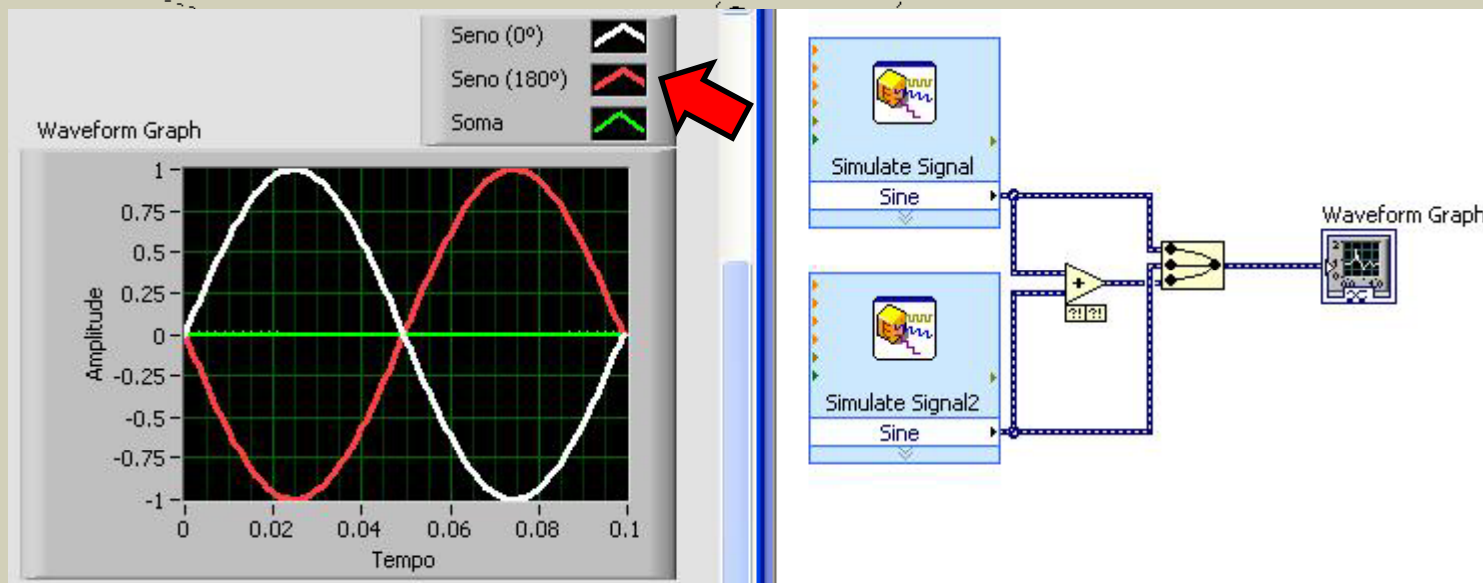 Seno (0º)
Seno (180º)
Soma
Waveform Graph
1
0.75
0.5
0.25
0
-0.25
-0.5
-0.75
-1
Amplitude
0
0.02
0.04
0.06
0.08
0.1
Tempo
Simulate Signal
Sine
Simulate Signal2
Sine
+
?! ?!
Waveform Graph